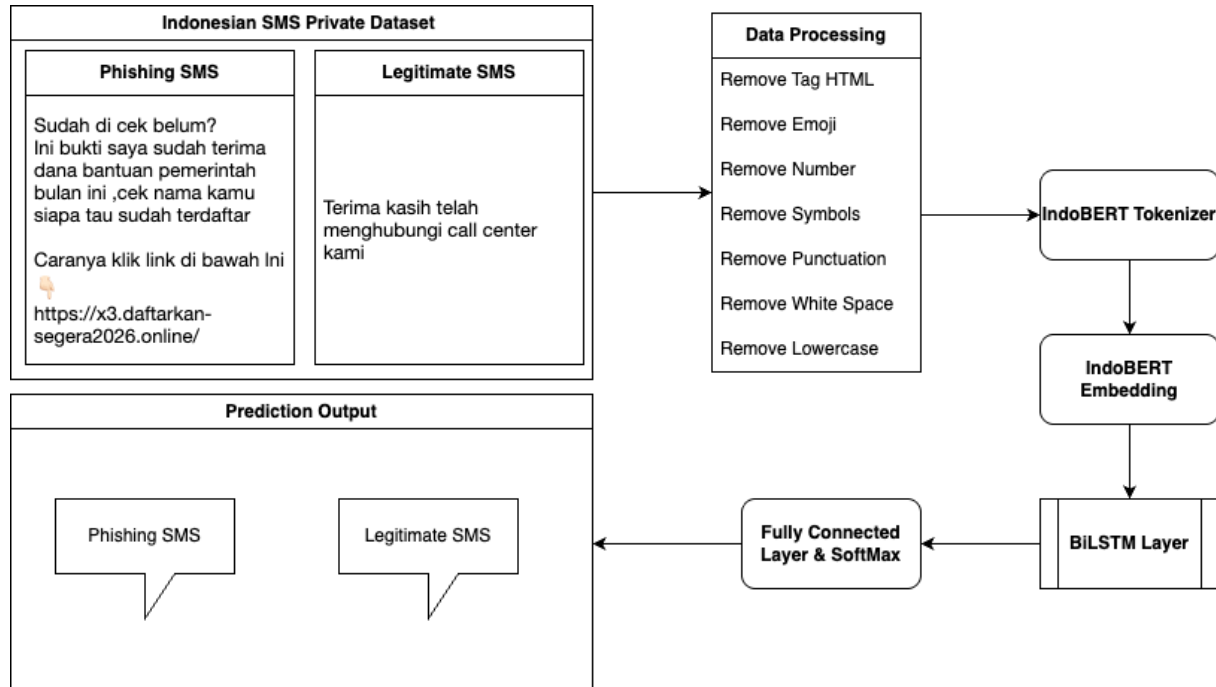 Indonesian SMS Private Dataset
Phishing SMS
Sudah di cek belum?
Ini bukti saya sudah terima
dana bantuan pemerintah
bulan ini ,cek nama kamu
siapa tau sudah terdaftar
Caranya klik link di bawah Ini
👇🏻
https://x3.daftarkan-
segera2026.online/
Legitimate SMS
Terima kasih telah
menghubungi call center
kami
Data Processing
Remove Tag HTML
Remove Emoji
Remove Number
Remove Symbols
Remove Punctuation
Remove White Space
Remove Lowercase
IndoBERT Tokenizer
IndoBERT
Embedding
BiLSTM Layer
Fully Connected
Layer & SoftMax
Prediction Output
Phishing SMS
Legitimate SMS